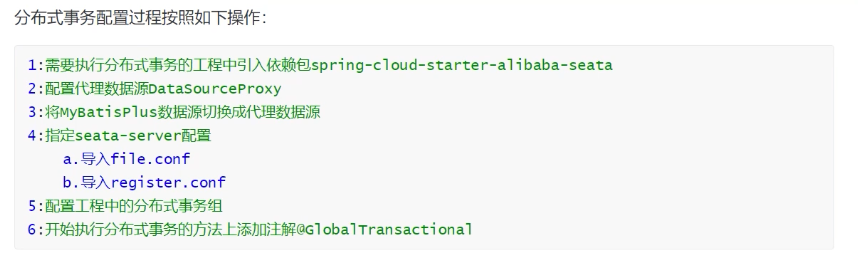 分布式事务配置过程按照如下操作：
1:需要执行分布式事务的工程中引入依赖包spring-cloud-starter-alibaba-seata
2:配置代理数据源DataSourceProxy
3:将MyBatisPlus数据源切换成代理数据源
4:指定seata-server配置
a.导入file.conf
b.导入register.conf
5:配置工程中的分布式事务组
6:开始执行分布式事务的方法上添加注解@GlobalTransactional